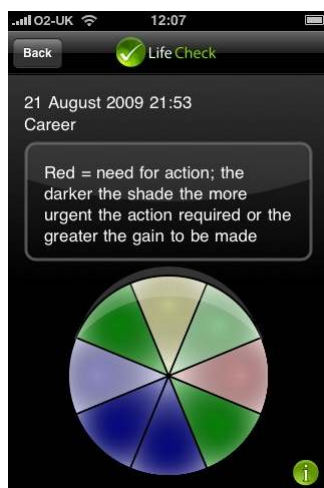 O2-UK 12:07
Back Life Check
21 August 2009 21:53
Career
Red = need for action; the
darker the shade the more
urgent the action required or the
greater the gain to be made
i